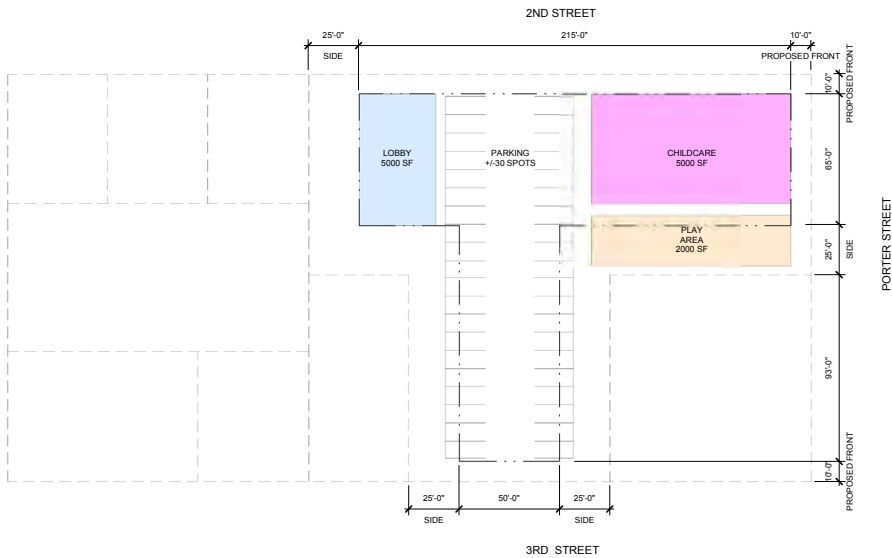 2ND STREET
25'-0"
215'-0"
10'-0"
SIDE
PROPOSED FRONT
10'-0"
PROPOSED FRONT
LOBBY
5000 SF
PARKING
+/-30 SPOTS
CHILDCARE
5000 SF
65'-0"
PLAY
AREA
2000 SF
25'-0"
SIDE
PORTER STREET
93'-0"
10'-0"
PROPOSED FRONT
25'-0"
50'-0"
25'-0"
SIDE
SIDE
3RD STREET